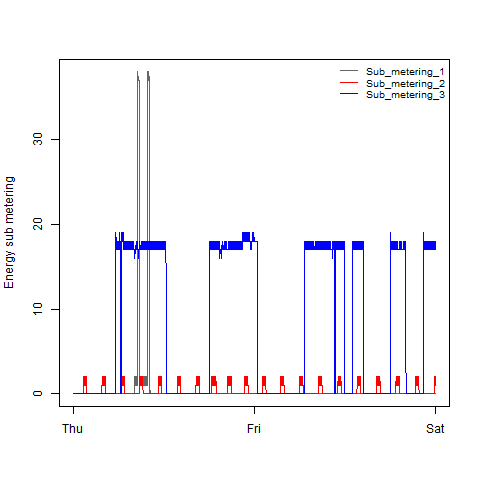 Sub_metering_1
Sub_metering_2
Sub_metering_3
Energy sub metering
30
20
10
0
Thu
Fri
Sat